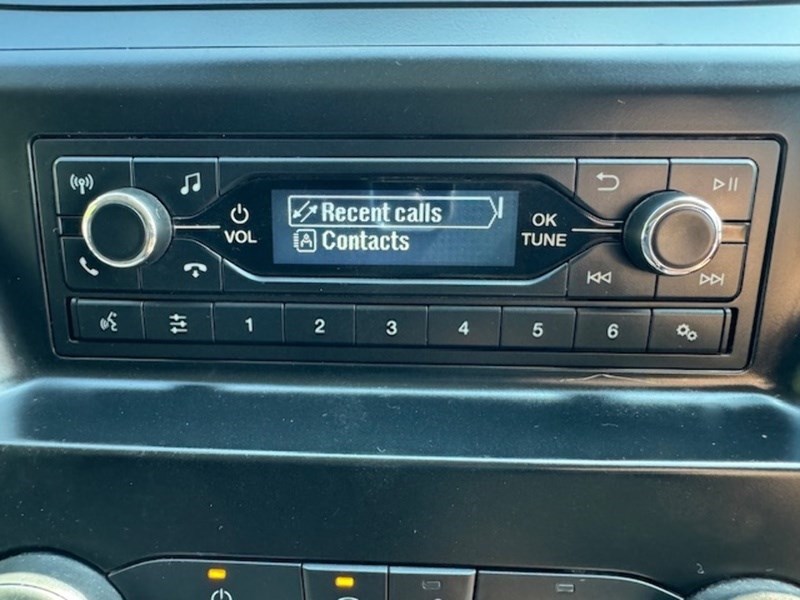 Recent calls
Contacts
VOL
OK
TUNE
1 2 3 4 5 6